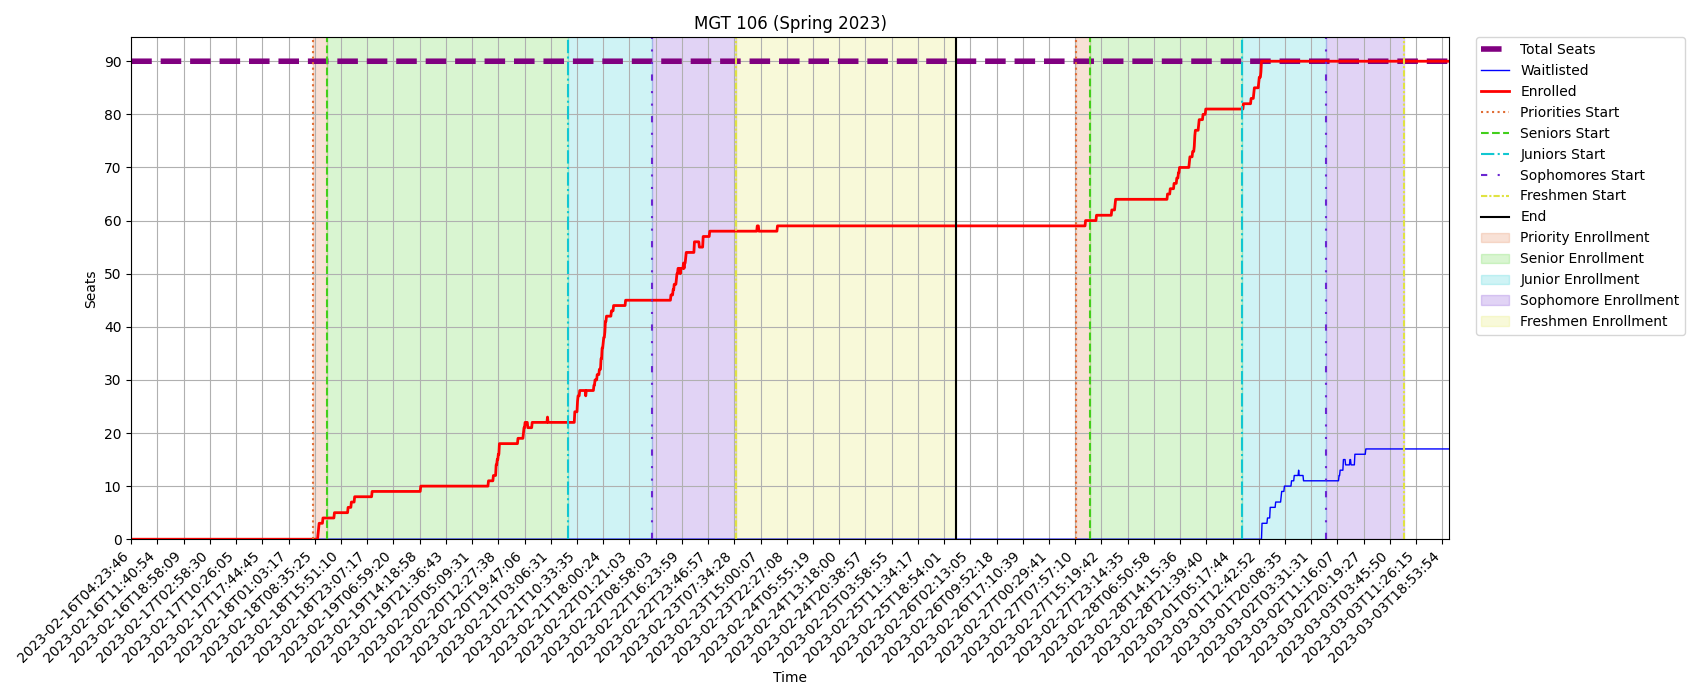 MGT 106 (Spring 2023)
Total Seats
Waitlisted
Enrolled
Priorities Start
Seniors Start
Juniors Start
Sophomores Start
Freshmen Start
End
Priority Enrollment
Senior Enrollment
Junior Enrollment
Sophomore Enrollment
Freshmen Enrollment
Seats
90
80
70
60
50
40
30
20
10
0
2023-02-16T04:23:46
2023-02-16T11:40:54
2023-02-16T18:58:09
2023-02-17T02:58:30
2023-02-17T10:26:05
2023-02-17T17:44:45
2023-02-18T01:03:17
2023-02-18T08:35:25
2023-02-18T15:51:10
2023-02-18T23:07:17
2023-02-19T06:59:20
2023-02-19T14:18:58
2023-02-19T21:36:43
2023-02-20T05:09:31
2023-02-20T12:27:38
2023-02-20T19:47:06
2023-02-21T03:06:31
2023-02-21T10:33:35
2023-02-21T18:00:24
2023-02-22T01:21:03
2023-02-22T08:58:03
2023-02-22T16:23:59
2023-02-22T23:46:57
2023-02-23T07:34:28
2023-02-23T15:00:07
2023-02-23T22:27:08
2023-02-24T05:55:19
2023-02-24T13:18:00
2023-02-24T20:38:57
2023-02-25T03:58:55
2023-02-25T11:34:17
2023-02-25T18:54:01
2023-02-26T02:13:05
2023-02-26T09:52:18
2023-02-26T17:10:39
2023-02-27T00:29:41
2023-02-27T07:57:10
2023-02-27T15:19:42
2023-02-27T23:14:35
2023-02-28T06:50:58
2023-02-28T14:15:36
2023-02-28T21:39:40
2023-03-01T05:17:44
2023-03-01T12:42:52
2023-03-01T20:08:35
2023-03-02T03:31:31
2023-03-02T11:16:07
2023-03-02T20:19:27
2023-03-03T03:45:50
2023-03-03T11:26:15
2023-03-03T18:53:54
Time